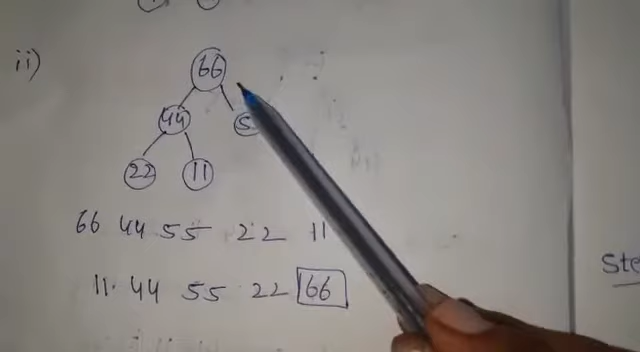 ii)
66
44
22 11
66 44 55 22 11
11 44 55 22 66